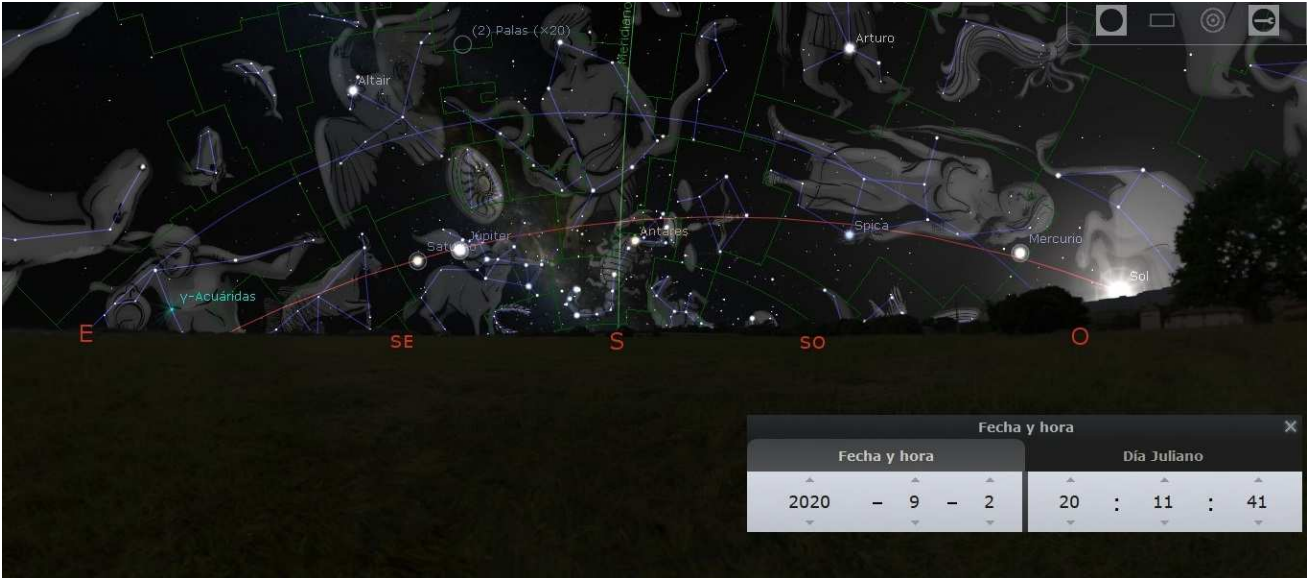 (2) Palas (×20)
Meridiano
Arturo
Altair
Júpiter
Saturno
Antares
Spica
Mercurio
Sol
γ-Acuáridas
E
SE
S
SO
O
Fecha y hora ×
Fecha y hora
Día Juliano
2020 – 9 – 2
20 : 11 : 41